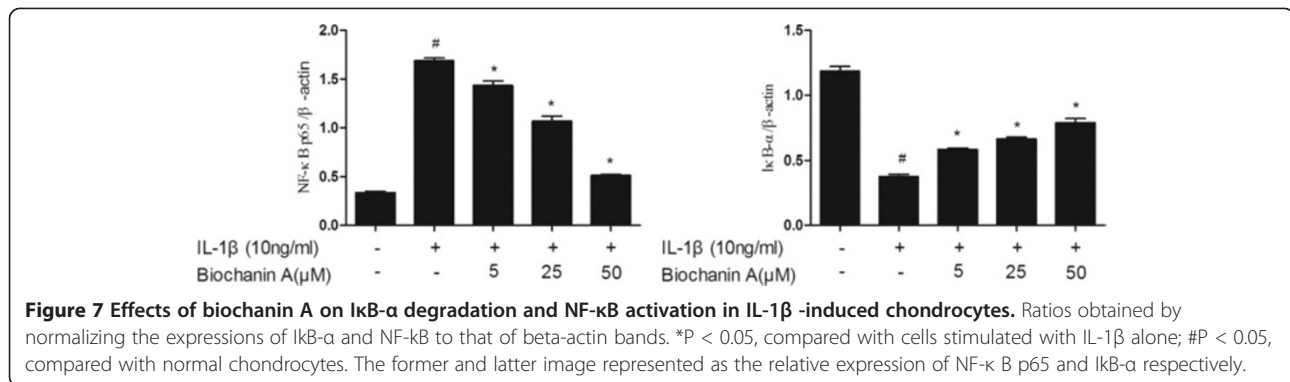 2.0
1.5
1.0
0.5
0.0
NF-κ B p65/β -actin
#
*
*
*
IL-1β (10ng/ml) - + + + +
Biochanin A(μM) - - 5 25 50
1.5
1.0
0.5
0.0
IκB-α/β-actin
#
*
*
*
IL-1β (10ng/ml) - + + + +
Biochanin A(μM) - - 5 25 50
Figure 7 Effects of biochanin A on IκB-α degradation and NF-κB activation in IL-1β -induced chondrocytes. Ratios obtained by
normalizing the expressions of IkB-α and NF-kB to that of beta-actin bands. *P < 0.05, compared with cells stimulated with IL-1β alone; #P < 0.05,
compared with normal chondrocytes. The former and latter image represented as the relative expression of NF-κ B p65 and IkB-α respectively.